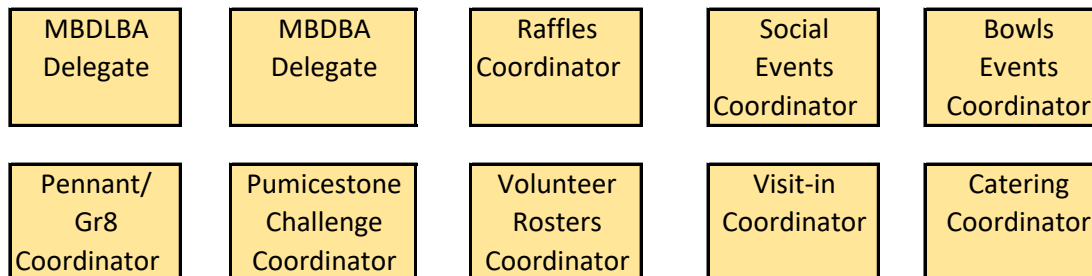 MBDLBA
Delegate
MBDBA
Delegate
Raffles
Coordinator
Social
Events
Coordinator
Bowls
Events
Coordinator
Pennant/
Gr8
Coordinator
Pumicestone
Challenge
Coordinator
Volunteer
Rosters
Coordinator
Visit-in
Coordinator
Catering
Coordinator